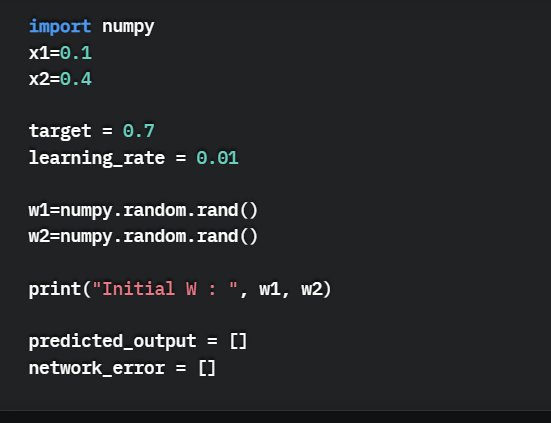 import numpy
x1=0.1
x2=0.4
target = 0.7
learning_rate = 0.01
w1=numpy.random.rand()
w2=numpy.random.rand()
print("Initial W : ", w1, w2)
predicted_output = []
network_error = []